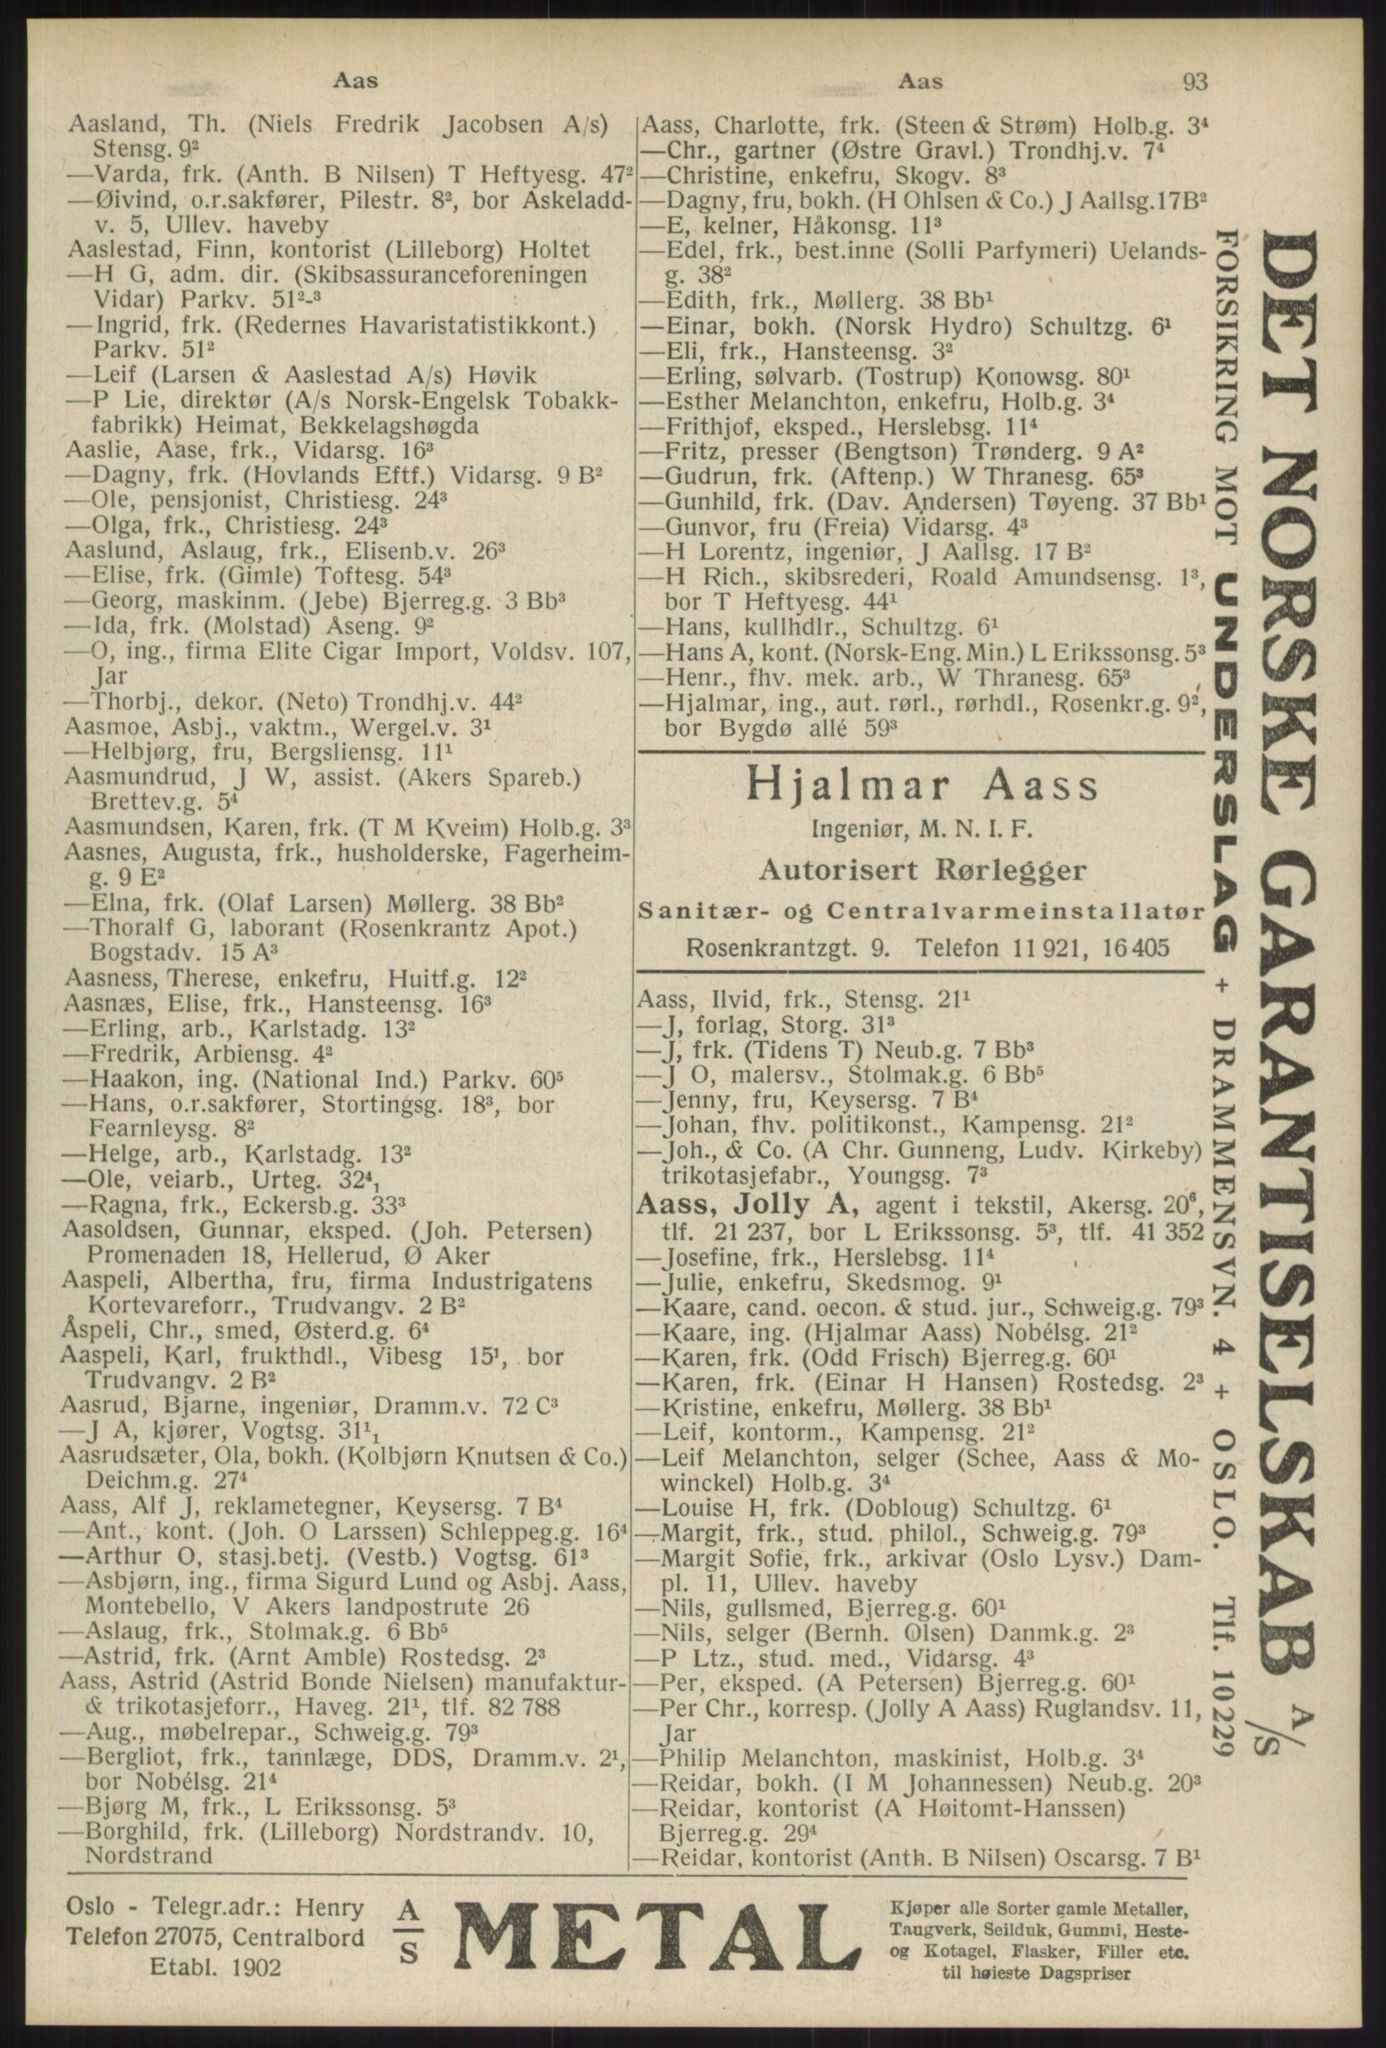 Aas
Aas
93
Aasland, Th. (Niels Fredrik Jacobsen A/s)
Stensg. 9²
—Varda, frk. (Anth. B Nilsen) T Heftyesg. 47²
—Øivind, o.r.sakfører, Pilestr. 8², bor Askeladd-
v. 5, Ullev. haveby
Aaslestad, Finn, kontorist (Lilleborg) Holtet
—H G, adm. dir. (Skibsassuranceforeningen
Vidar) Parkv. 51²-³
—Ingrid, frk. (Redernes Havaristatistikkont.)
Parkv. 51²
—Leif (Larsen & Aaslestad A/s) Høvik
—P Lie, direktør (A/s Norsk-Engelsk Tobakk-
fabrikk) Heimat, Bekkelagshøgda
Aaslie, Aase, frk., Vidarsg. 16³
—Dagny, frk. (Hovlands Eftf.) Vidarsg. 9 B²
—Ole, pensjonist, Christiesg. 24³
—Olga, frk., Christiesg. 24³
Aaslund, Aslaug, frk., Elisenb.v. 26³
—Elise, frk. (Gimle) Toftesg. 54³
—Georg, maskinm. (Jebe) Bjerreg.g. 3 Bb³
—Ida, frk. (Molstad) Åseng. 9²
—O, ing., firma Elite Cigar Import, Voldsv. 107,
Jar
—Thorbj., dekor. (Neto) Trondhj.v. 44²
Aasmoe, Asbj., vaktm., Wergel.v. 3¹
—Helbjørg, fru, Bergsliensg. 11¹
Aasmundrud, J W, assist. (Akers Spareb.)
Brettev.g. 5⁴
Aasmundsen, Karen, frk. (T M Kveim) Holb.g. 3³
Aasnes, Augusta, frk., husholderske, Fagerheim-
g. 9 E²
—Elna, frk. (Olaf Larsen) Møllerg. 38 Bb²
—Thoralf G, laborant (Rosenkrantz Apot.)
Bogstadv. 15 A³
Aasness, Therese, enkefru, Huitf.g. 12²
Aasnæs, Elise, frk., Hansteensg. 16³
—Erling, arb., Karlstadg. 13²
—Fredrik, Arbiensg. 4²
—Haakon, ing. (National Ind.) Parkv. 60⁵
—Hans, o.r.sakfører, Stortingsg. 18³, bor
Fearnleysg. 8²
—Helge, arb., Karlstadg. 13²
—Ole, veiarb., Urteg. 32⁴₁
—Ragna, frk., Eckersb.g. 33³
Aasoldsen, Gunnar, eksped. (Joh. Petersen)
Promenaden 18, Hellerud, Ø Aker
Aaspeli, Albertha, fru, firma Industrigatens
Kortevareforr., Trudvangv. 2 B²
Åspeli, Chr., smed, Østerd.g. 6⁴
Aaspeli, Karl, frukthdl., Vibesg 15¹, bor
Trudvangv. 2 B²
Aasrud, Bjarne, ingeniør, Dramm.v. 72 C³
—J A, kjører, Vogtsg. 31¹₁
Aasrudsæter, Ola, bokh. (Kolbjørn Knutsen & Co.)
Deichm.g. 27⁴
Aass, Alf J, reklametegner, Keysersg. 7 B⁴
—Ant., kont. (Joh. O Larssen) Schleppeg.g. 16⁴
—Arthur O, stasj.betj. (Vestb.) Vogtsg. 61³
—Asbjørn, ing., firma Sigurd Lund og Asbj. Aass,
Montebello, V Akers landpostrute 26
—Aslaug, frk., Stolmak.g. 6 Bb⁵
—Astrid, frk. (Arnt Amble) Rostedsg. 2³
Aass, Astrid (Astrid Bonde Nielsen) manufaktur-
& trikotasjeforr., Haveg. 21¹, tlf. 82 788
—Aug., møbelrepar., Schweig.g. 79³
—Bergliot, frk., tannlæge, DDS, Dramm.v. 2¹,
bor Nobélsg. 21⁴
—Bjørg M, frk., L Erikssonsg. 5³
—Borghild, frk. (Lilleborg) Nordstrandv. 10,
Nordstrand
Aass, Charlotte, frk. (Steen & Strøm) Holb.g. 3⁴
—Chr., gartner (Østre Gravl.) Trondhj.v. 7⁴
—Christine, enkefru, Skogv. 8³
—Dagny, fru, bokh. (H Ohlsen & Co.) J Aallsg. 17B²
—E, kelner, Håkonsg. 11³
—Edel, frk., best.inne (Solli Parfymeri) Uelands-
g. 38²
—Edith, frk., Møllerg. 38 Bb¹
—Einar, bokh. (Norsk Hydro) Schultzg. 6¹
—Eli, frk., Hansteensg. 3²
—Erling, sølvarb. (Tostrup) Konowsg. 80¹
—Esther Melanchton, enkefru, Holb.g. 3⁴
—Frithjof, eksped., Herslebsg. 11⁴
—Fritz, presser (Bengtson) Trønderg. 9 A²
—Gudrun, frk. (Aftenp.) W Thranesg. 65³
—Gunhild, frk. (Dav. Andersen) Tøyeng. 37 Bb¹
—Gunvor, fru (Freia) Vidarsg. 4³
—H Lorentz, ingeniør, J Aallsg. 17 B²
—H Rich., skibsrederi, Roald Amundsensg. 1³,
bor T Heftyesg. 44¹
—Hans, kullhdlr., Schultzg. 6¹
—Hans A, kont. (Norsk-Eng. Min.) L Erikssonsg. 5³
—Henr., fhv. mek. arb., W Thranesg. 65³
—Hjalmar, ing., aut. rørl., rørhdl., Rosenkr.g. 9²,
bor Bygdø allé 59³
Hjalmar Aass
Ingeniør, M. N. I. F.
Autorisert Rørlegger
Sanitær- og Centralvarmeinstallatør
Rosenkrantzgt. 9. Telefon 11 921, 16 405
Aass, Ilvid, frk., Stensg. 21¹
—J, forlag, Storg. 31³
—J, frk. (Tidens T) Neub.g. 7 Bb³
—J O, malersv., Stolmak.g. 6 Bb⁵
—Jenny, fru, Keysersg. 7 B⁴
—Johan, fhv. politikonst., Kampensg. 21²
—Joh., & Co. (A Chr. Gunneng, Ludv. Kirkeby)
trikotasjefabr., Youngsg. 7³
Aass, Jolly A, agent i tekstil, Akersg. 20⁶,
tlf. 21 237, bor L Erikssonsg. 5³, tlf. 41 352
—Josefine, frk., Herslebsg. 11⁴
—Julie, enkefru, Skedsmog. 9¹
—Kaare, cand. oecon. & stud. jur., Schweig.g. 79³
—Kaare, ing. (Hjalmar Aass) Nobélsg. 21²
—Karen, frk. (Odd Frisch) Bjerreg.g. 60¹
—Karen, frk. (Einar H Hansen) Rostedsg. 2³
—Kristine, enkefru, Møllerg. 38 Bb¹
—Leif, kontorm., Kampensg. 21²
—Leif Melanchton, selger (Schee, Aass & Mo-
winckel) Holb.g. 3⁴
—Louise H, frk. (Dobloug) Schultzg. 6¹
—Margit, frk., stud. philol., Schweig.g. 79³
—Margit Sofie, frk., arkivar (Oslo Lysv.) Dam-
pl. 11, Ullev. haveby
—Nils, gullsmed, Bjerreg.g. 60¹
—Nils, selger (Bernh. Olsen) Danmk.g. 2³
—P Ltz., stud. med., Vidarsg. 4³
—Per, eksped. (A Petersen) Bjerreg.g. 60¹
—Per Chr., korresp. (Jolly A Aass) Ruglandsv. 11,
Jar
—Philip Melanchton, maskinist, Holb.g. 3⁴
—Reidar, bokh. (I M Johannessen) Neub.g. 20³
—Reidar, kontorist (A Høitomt-Hanssen)
Bjerreg.g. 29⁴
—Reidar, kontorist (Anth. B Nilsen) Oscarsg. 7 B¹
DET NORSKE GARANTISELSKAB A/S
FORSIKRING MOT UNDERSLAG + DRAMMENSVN. 4 + OSLO. Tlf. 10229
Oslo - Telegr.adr.: Henry
Telefon 27075, Centralbord
Etabl. 1902
A/S METAL
Kjøper alle Sorter gamle Metaller,
Taugverk, Seilduk, Gummi, Heste-
og Kotagel, Flasker, Filler etc.
til høieste Dagspriser